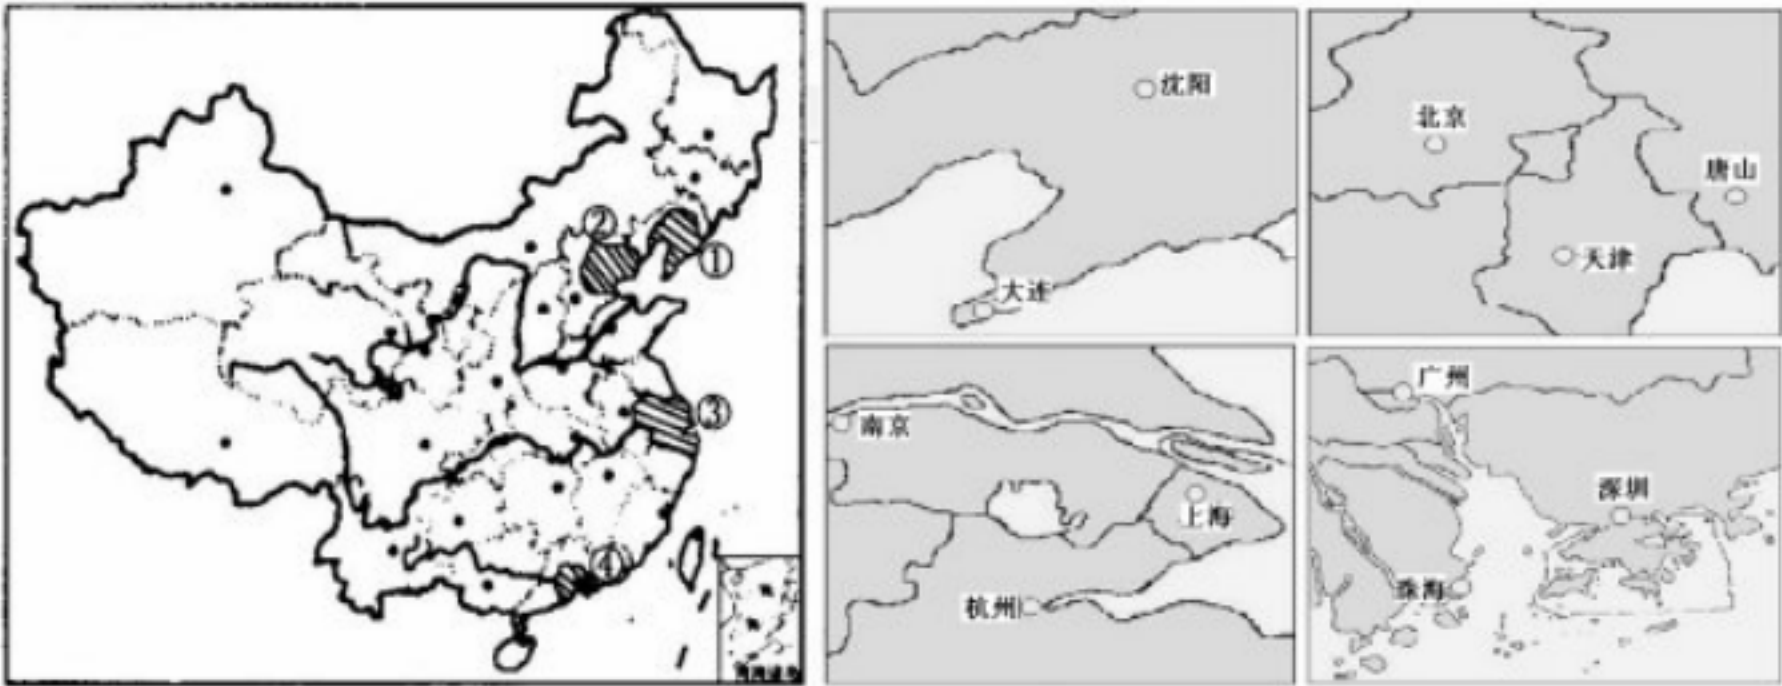 ②
①
③
④
沈阳
大连
北京
唐山
天津
南京
上海
杭州
广州
深圳
珠海